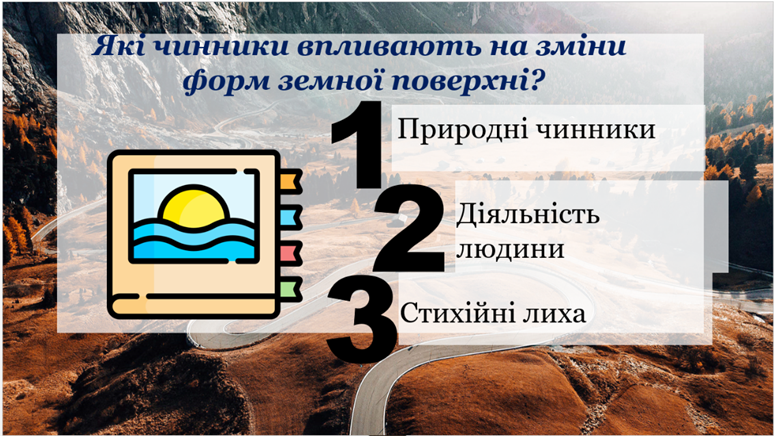 Які чинники впливають на зміни
форм земної поверхні?
1 Природні чинники
2 Діяльність
людини
3 Стихійні лиха